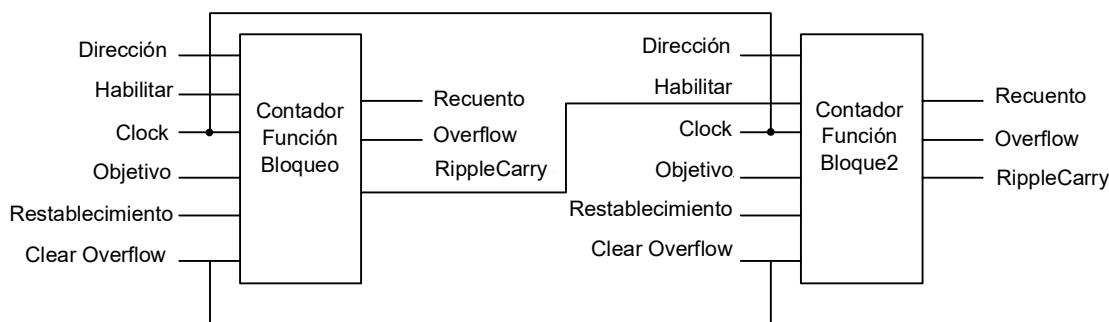 Dirección
Habilitar
Clock
Objetivo
Restablecimiento
Clear Overflow
Contador
Función
Bloqueo
Recuento
Overflow
RippleCarry
Dirección
Habilitar
Clock
Objetivo
Restablecimiento
Clear Overflow
Contador
Función
Bloque2
Recuento
Overflow
RippleCarry